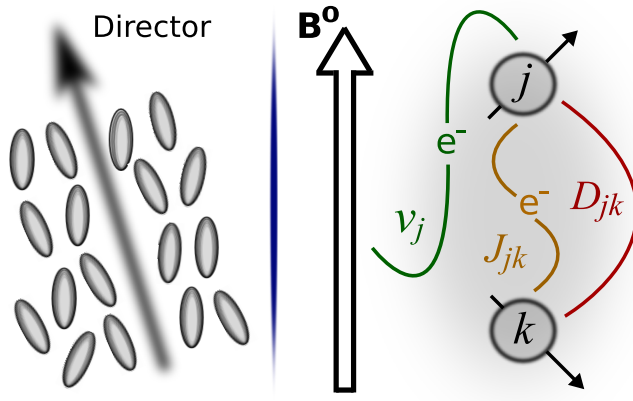 Director
B⁰
j
e⁻
e⁻
D_jk
ν_j
J_jk
k